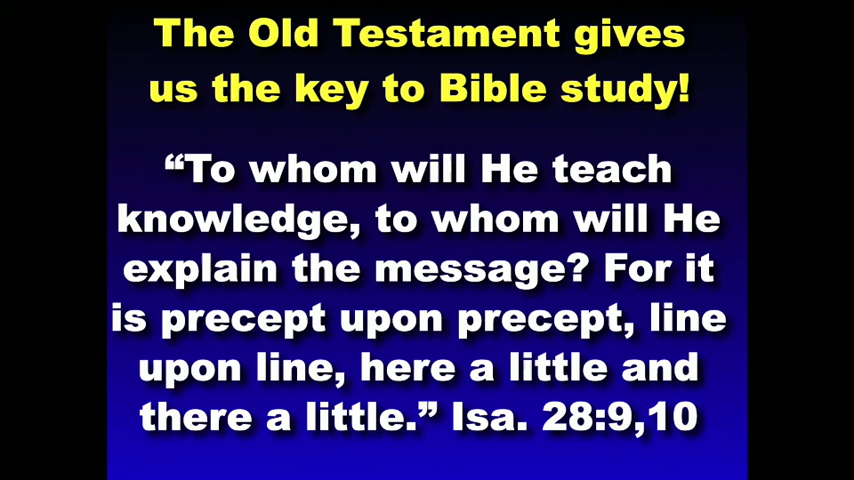 The Old Testament gives
us the key to Bible study!
“To whom will He teach
knowledge, to whom will He
explain the message? For it
is precept upon precept, line
upon line, here a little and
there a little.” Isa. 28:9,10